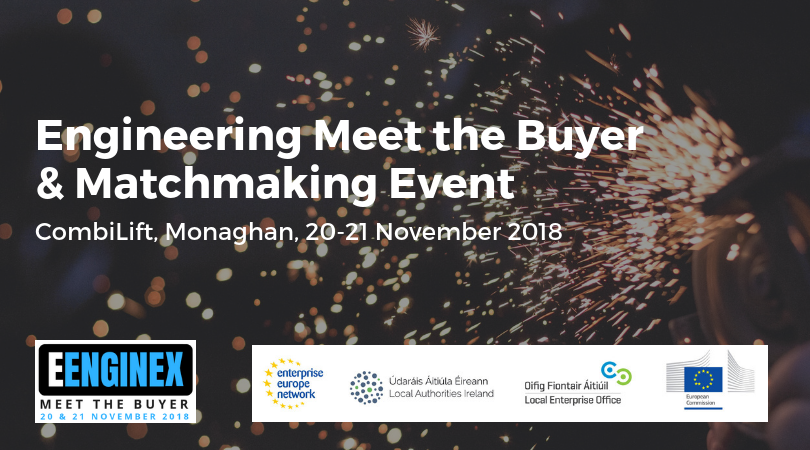 Engineering Meet the Buyer
& Matchmaking Event
CombiLift, Monaghan, 20-21 November 2018
EENGINEX
MEET THE BUYER
20 & 21 NOVEMBER 2018
enterprise
europe
network
Údaráis Áitiúla Éireann
Local Authorities Ireland
Oifig Fiontair Áitiúil
Local Enterprise Office
European
Commission